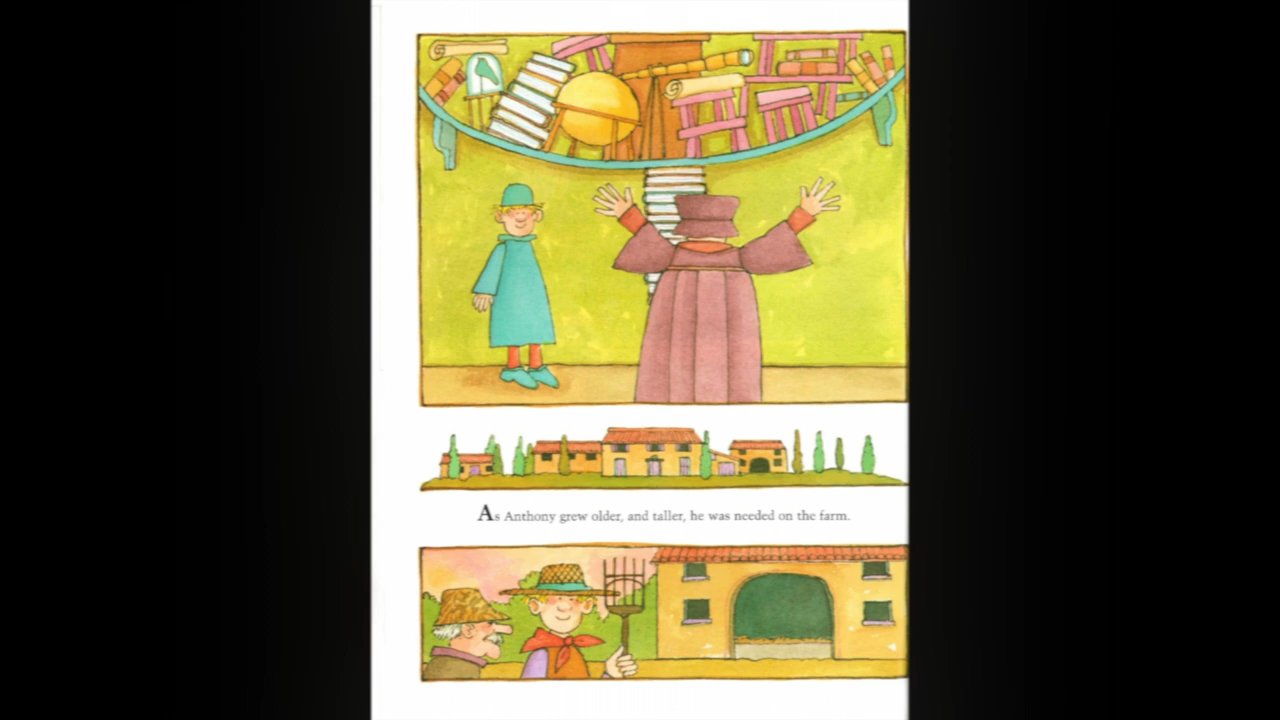 As Anthony grew older, and taller, he was needed on the farm.